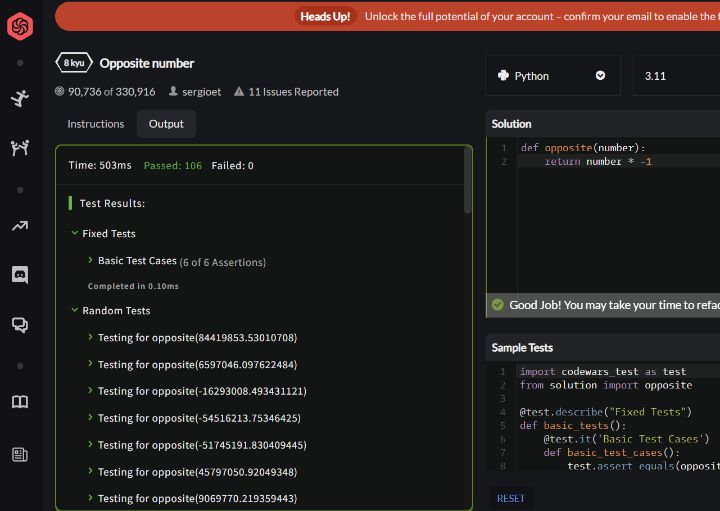 Heads Up! Unlock the full potential of your account – confirm your email to enable the
8 kyu Opposite number
90,736 of 330,916 sergioet 11 Issues Reported
Python 3.11
Instructions Output
Time: 503ms Passed: 106 Failed: 0
Test Results:
Fixed Tests
Basic Test Cases (6 of 6 Assertions)
Completed in 0.10ms
Random Tests
Testing for opposite(84419853.53010708)
Testing for opposite(6597046.097622484)
Testing for opposite(-16293008.493431121)
Testing for opposite(-54516213.75346425)
Testing for opposite(-51745191.830409445)
Testing for opposite(45797050.92049348)
Testing for opposite(9069770.219359443)
Solution
1 def opposite(number):
2 return number * -1
Good Job! You may take your time to refac
Sample Tests
1 import codewars_test as test
2 from solution import opposite
3
4 @test.describe("Fixed Tests")
5 def basic_tests():
6 @test.it('Basic Test Cases')
7 def basic_test_cases():
8 test.assert_equals(opposit
RESET